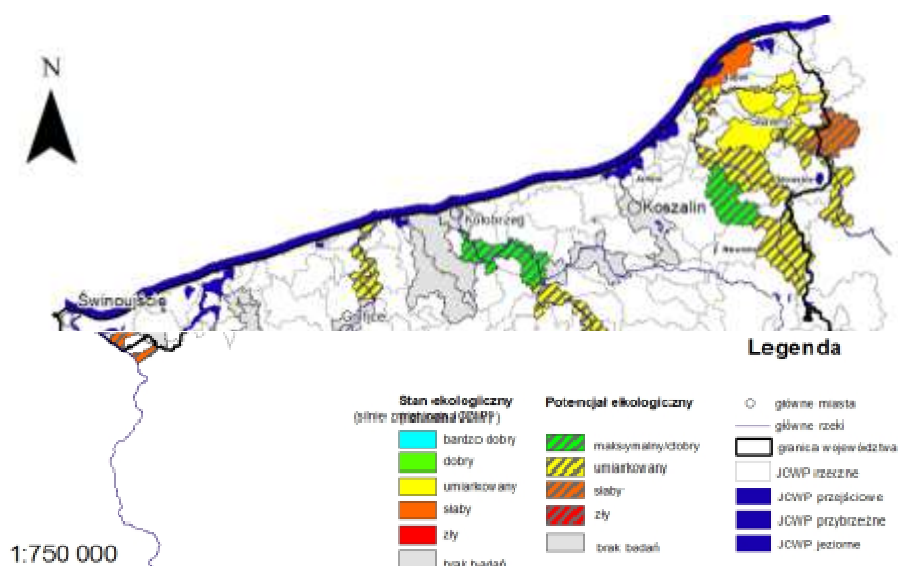 N
Kołobrzeg
Koszalin
Świnoujście
Legenda
Stan ekologiczny
Potencjał ekologiczny
bardzo dobry
dobry
umiarkowany
słaby
zły
brak badań
maksymalny/dobry
umiarkowany
słaby
zły
brak badań
główne miasta
główne rzeki
granica województwa
JCWP rzeczne
JCWP przejściowe
JCWP przybrzeżne
JCWP jeziorne
1:750 000